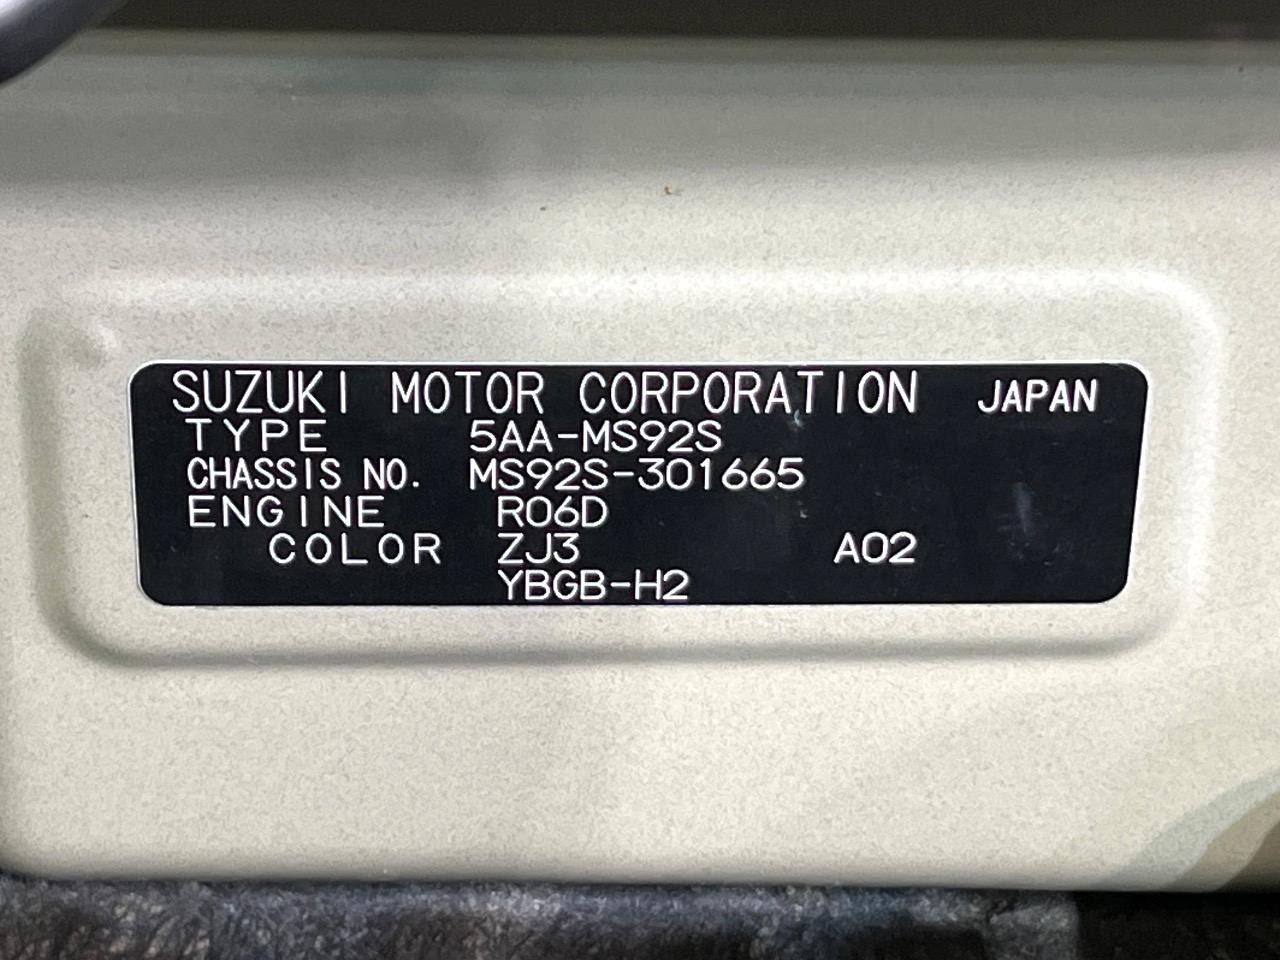 SUZUKI MOTOR CORPORATION JAPAN
TYPE 5AA-MS92S
CHASSIS NO. MS92S-301665
ENGINE R06D
COLOR ZJ3 A02
YBGB-H2